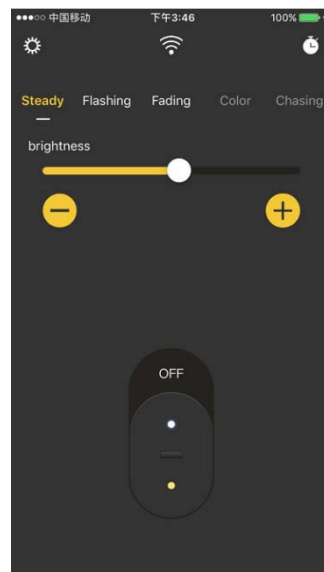 中国移动 下午3:46 100%
Steady Flashing Fading Color Chasing
brightness
OFF